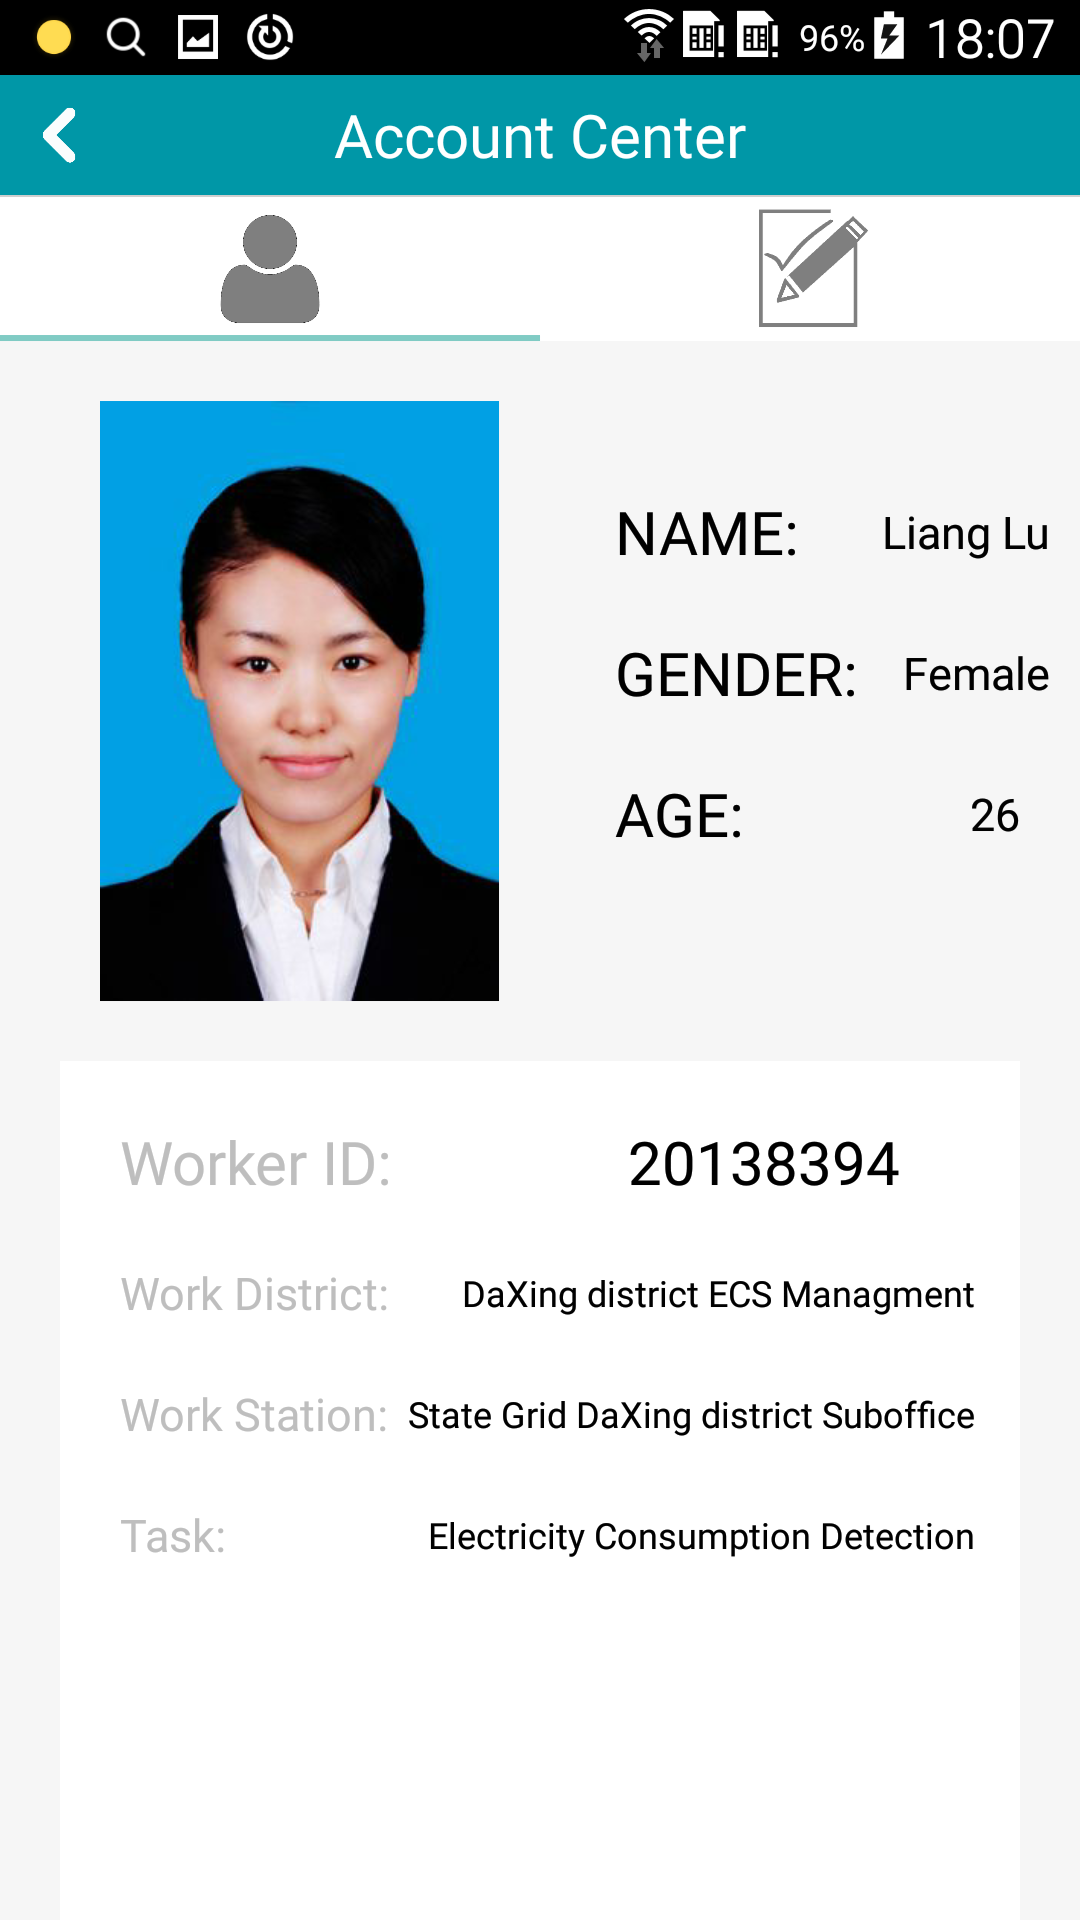 96% 18:07
Account Center
NAME: Liang Lu
GENDER: Female
AGE: 26
Worker ID: 20138394
Work District: DaXing district ECS Managment
Work Station: State Grid DaXing district Suboffice
Task: Electricity Consumption Detection